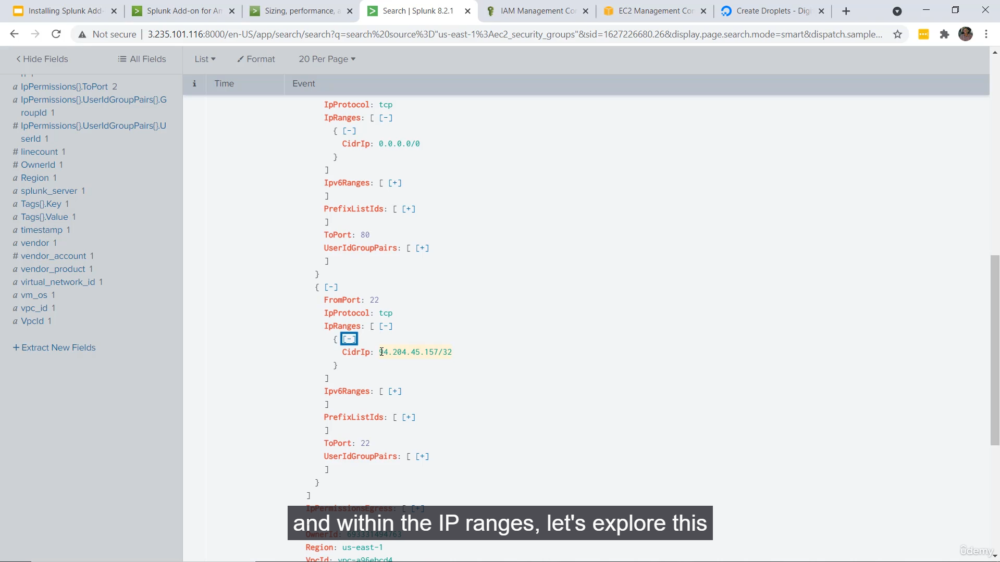 Installing Splunk Add-
Splunk Add-on for Am
Sizing, performance, a
Search | Splunk 8.2.1
IAM Management Co
EC2 Management Con
Create Droplets - Digi
Not secure
3.235.101.116:8000/en-US/app/search/search?q=search%20source%3D"us-east-1%3Aec2_security_groups"&sid=1627226680.26&display.page.search.mode=smart&dispatch.sample...
< Hide Fields
All Fields
List
Format
20 Per Page
i
Time
Event
a IpPermissions{}.ToPort 2
a IpPermissions{}.UserIdGroupPairs{}.G
roupId 1
# IpPermissions{}.UserIdGroupPairs{}.U
serId 1
# linecount 1
# OwnerId 1
a Region 1
a splunk_server 1
a Tags{}.Key 1
a Tags{}.Value 1
a timestamp 1
a vendor 1
# vendor_account 1
a vendor_product 1
a virtual_network_id 1
a vm_os 1
a vpc_id 1
a VpcId 1
+ Extract New Fields
IpProtocol: tcp
IpRanges: [ [-]
{ [-]
CidrIp: 0.0.0.0/0
}
]
Ipv6Ranges: [ [+]
]
PrefixListIds: [ [+]
]
ToPort: 80
UserIdGroupPairs: [ [+]
]
}
{ [-]
FromPort: 22
IpProtocol: tcp
IpRanges: [ [-]
{ [-]
CidrIp: 94.204.45.157/32
}
]
Ipv6Ranges: [ [+]
]
PrefixListIds: [ [+]
]
ToPort: 22
UserIdGroupPairs: [ [+]
]
}
]
IpPermissionsEgress: [ [+]
and within the IP ranges, let's explore this
OwnerId: 693331494763
Region: us-east-1
VpcId: vpc-a96ebcd4
ûdemy